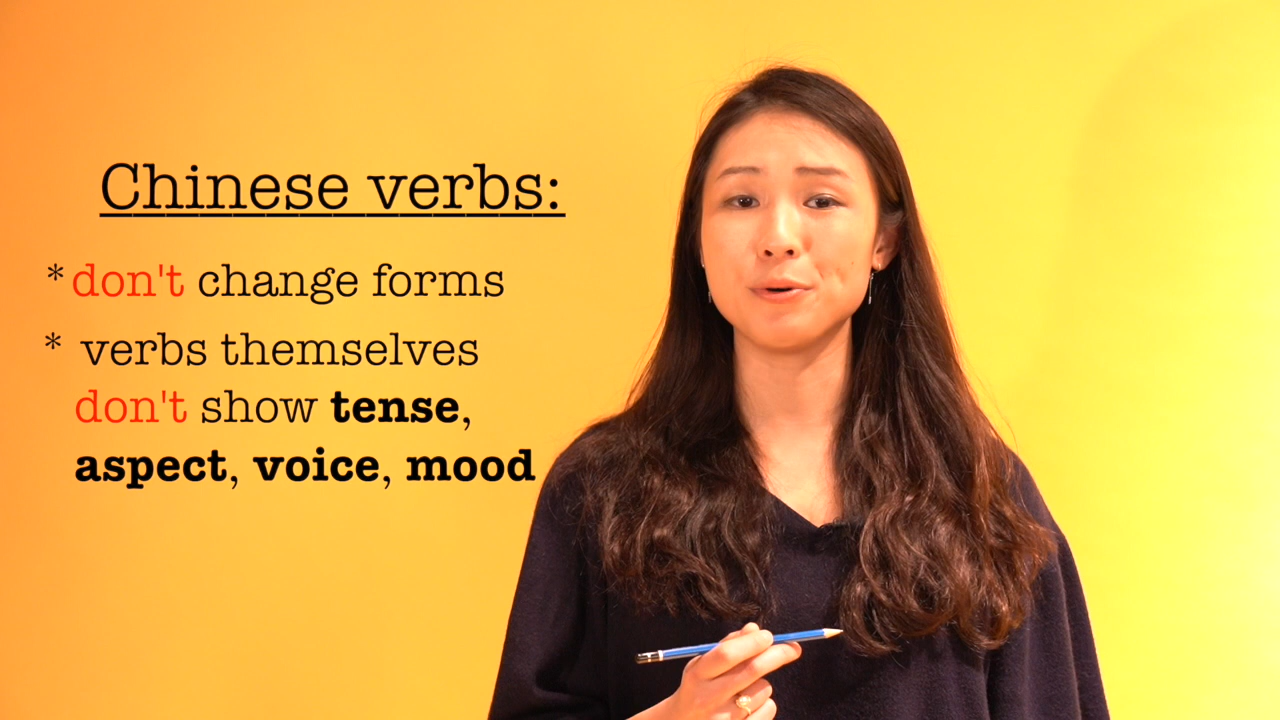 Chinese verbs:
*don't change forms
* verbs themselves
don't show tense,
aspect, voice, mood